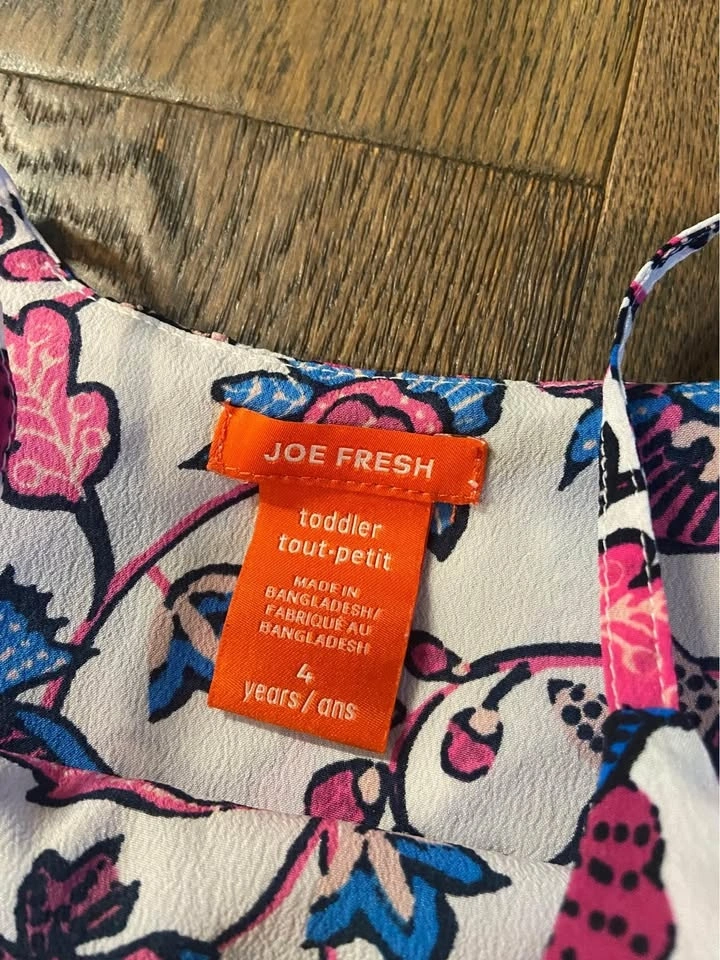 JOE FRESH
toddler
tout-petit
MADE IN
BANGLADESH/
FABRIQUÉ AU
BANGLADESH
4
years/ans